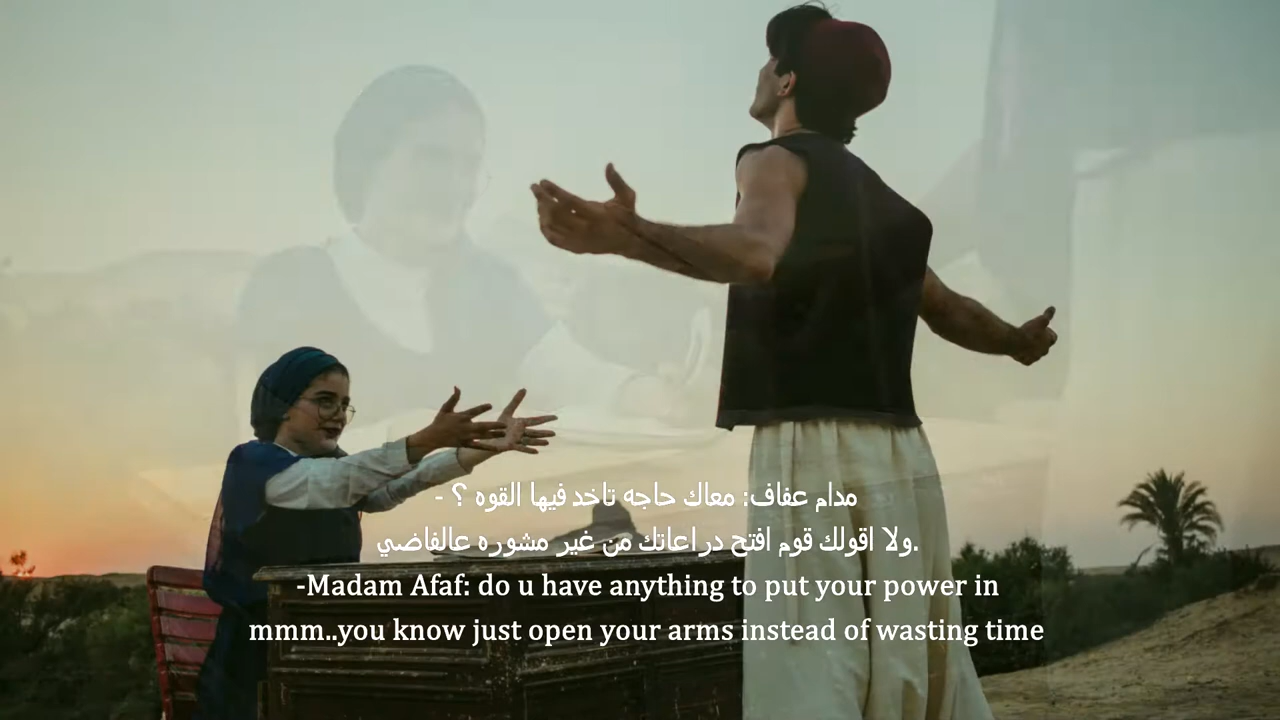 - مدام عفاف: معاك حاجه تاخد فيها القوه ؟
ولا اقولك قوم افتح دراعاتك من غير مشوره عالفاضي.
-Madam Afaf: do u have anything to put your power in
mmm..you know just open your arms instead of wasting time